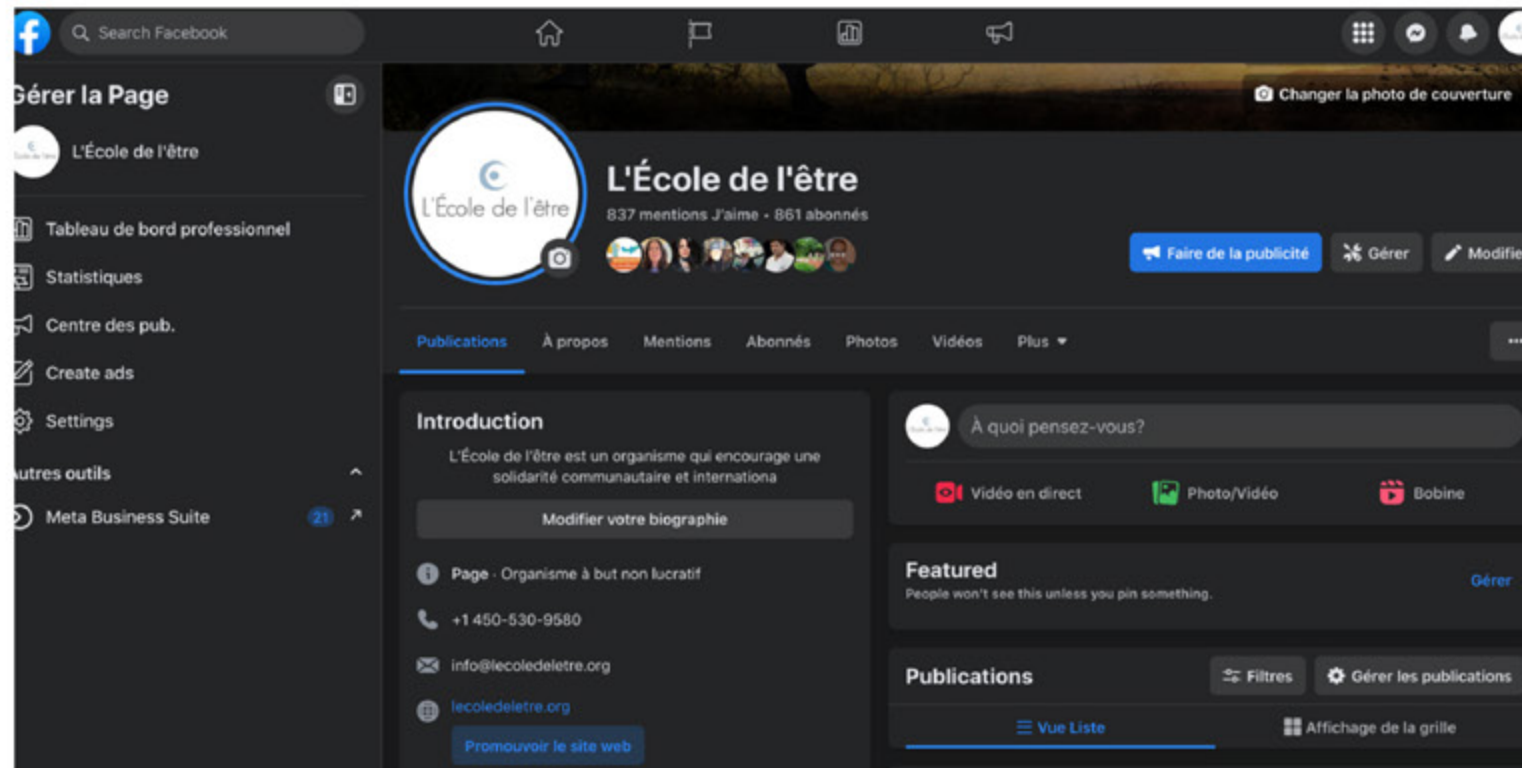 Search Facebook
Gérer la Page
L'École de l'être
Tableau de bord professionnel
Statistiques
Centre des pub.
Create ads
Settings
Autres outils
Meta Business Suite 21
Changer la photo de couverture
L'École de l'être
L'École de l'être
837 mentions J'aime • 861 abonnés
Faire de la publicité
Gérer
Modifie
Publications
À propos
Mentions
Abonnés
Photos
Vidéos
Plus
Introduction
L'École de l'être est un organisme qui encourage une
solidarité communautaire et internationa
Modifier votre biographie
Page · Organisme à but non lucratif
+1 450-530-9580
info@lecoledeletre.org
lecoledeletre.org
Promouvoir le site web
À quoi pensez-vous?
Vidéo en direct
Photo/Vidéo
Bobine
Featured
Gérer
People won't see this unless you pin something.
Publications
Filtres
Gérer les publications
Vue Liste
Affichage de la grille